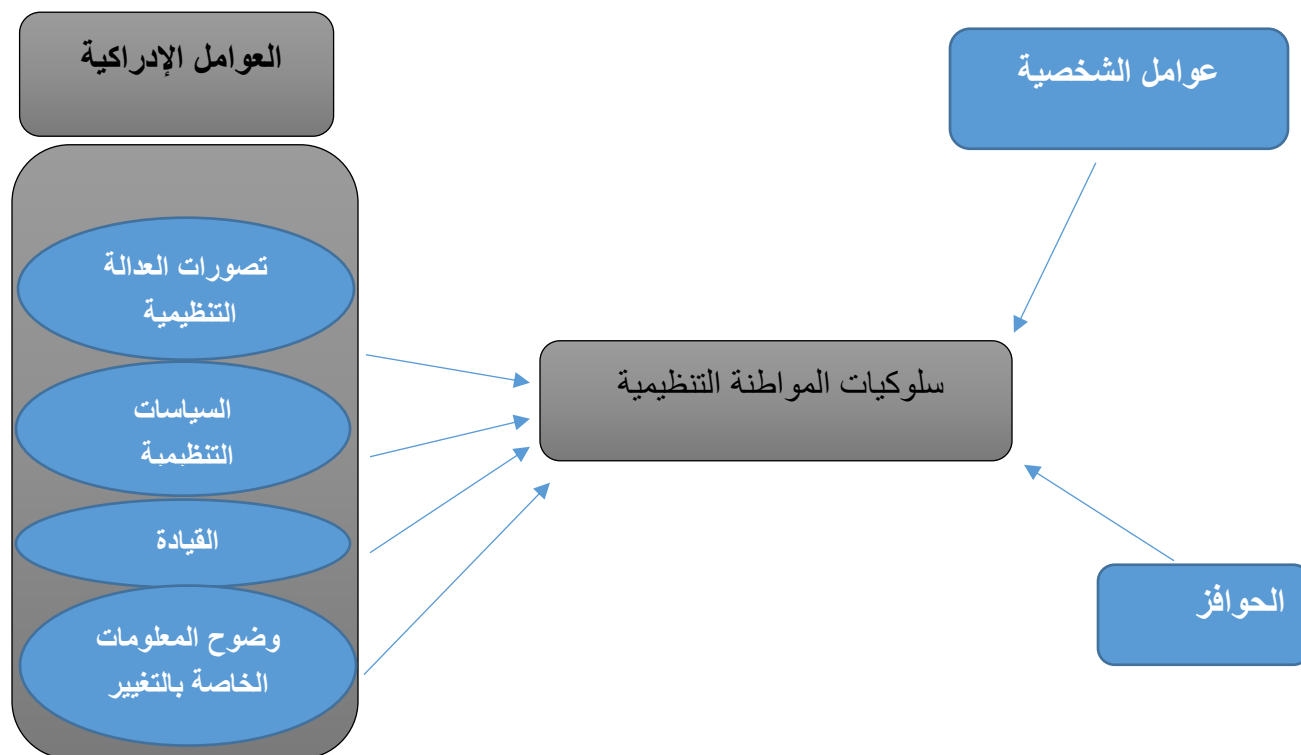 العوامل الإدراكية
عوامل الشخصية
تصورات العدالة
التنظيمية
السياسات
التنظيمية
القيادة
وضوح المعلومات
الخاصة بالتغيير
سلوكيات المواطنة التنظيمية
الحوافز